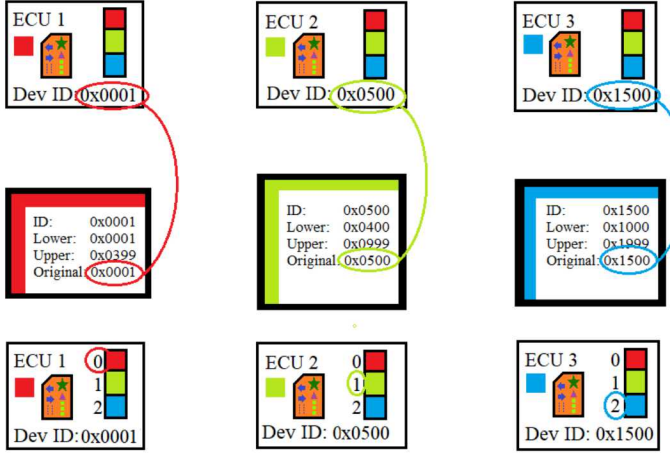 ECU 1
Dev ID: 0x0001
ECU 2
Dev ID: 0x0500
ECU 3
Dev ID: 0x1500
ID: 0x0001
Lower: 0x0001
Upper: 0x0399
Original: 0x0001
ID: 0x0500
Lower: 0x0400
Upper: 0x0999
Original: 0x0500
ID: 0x1500
Lower: 0x1000
Upper: 0x1999
Original: 0x1500
ECU 1 0
1
2
Dev ID: 0x0001
ECU 2 0
1
2
Dev ID: 0x0500
ECU 3 0
1
2
Dev ID: 0x1500